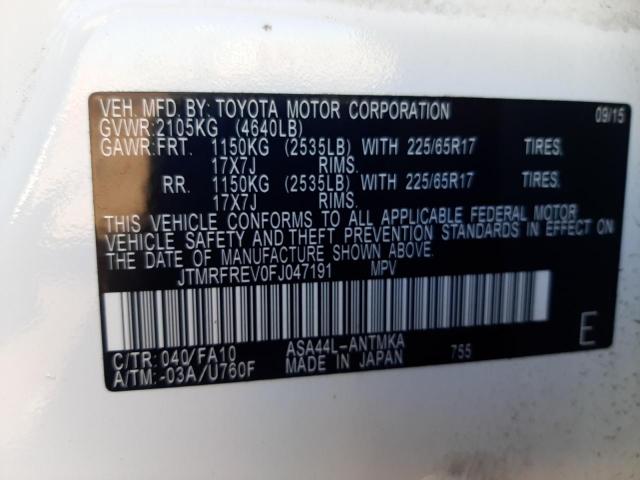 VEH. MFD. BY: TOYOTA MOTOR CORPORATION 09/15
GVWR: 2105KG (4640LB)
GAWR: FRT. 1150KG (2535LB) WITH 225/65R17 TIRES,
17X7J RIMS.
RR. 1150KG (2535LB) WITH 225/65R17 TIRES,
17X7J RIMS.
THIS VEHICLE CONFORMS TO ALL APPLICABLE FEDERAL MOTOR
VEHICLE SAFETY AND THEFT PREVENTION STANDARDS IN EFFECT ON
THE DATE OF MANUFACTURE SHOWN ABOVE.
JTMRFREV0FJ047191 MPV
C/TR: 040/FA10 ASA44L-ANTMKA 755 E
A/TM: -03A/U760F MADE IN JAPAN